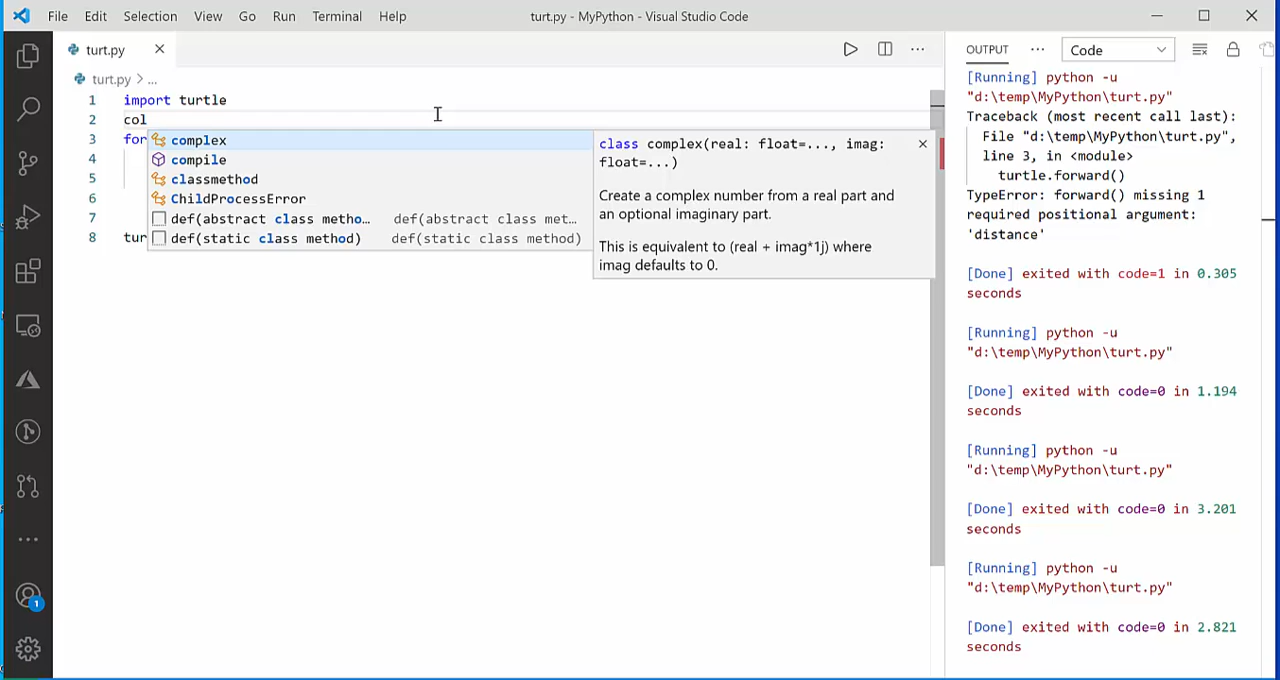 File Edit Selection View Go Run Terminal Help turt.py - MyPython - Visual Studio Code
turt.py
turt.py > ...
1 import turtle
2 col
3 for
4
5
6
7
8 tur
complex
compile
classmethod
ChildProcessError
def(abstract class metho… def(abstract class met…
def(static class method) def(static class method)
class complex(real: float=..., imag:
float=...)
Create a complex number from a real part and
an optional imaginary part.
This is equivalent to (real + imag*1j) where
imag defaults to 0.
OUTPUT ··· Code
[Running] python -u
"d:\temp\MyPython\turt.py"
Traceback (most recent call last):
File "d:\temp\MyPython\turt.py",
line 3, in <module>
turtle.forward()
TypeError: forward() missing 1
required positional argument:
'distance'
[Done] exited with code=1 in 0.305
seconds
[Running] python -u
"d:\temp\MyPython\turt.py"
[Done] exited with code=0 in 1.194
seconds
[Running] python -u
"d:\temp\MyPython\turt.py"
[Done] exited with code=0 in 3.201
seconds
[Running] python -u
"d:\temp\MyPython\turt.py"
[Done] exited with code=0 in 2.821
seconds
1